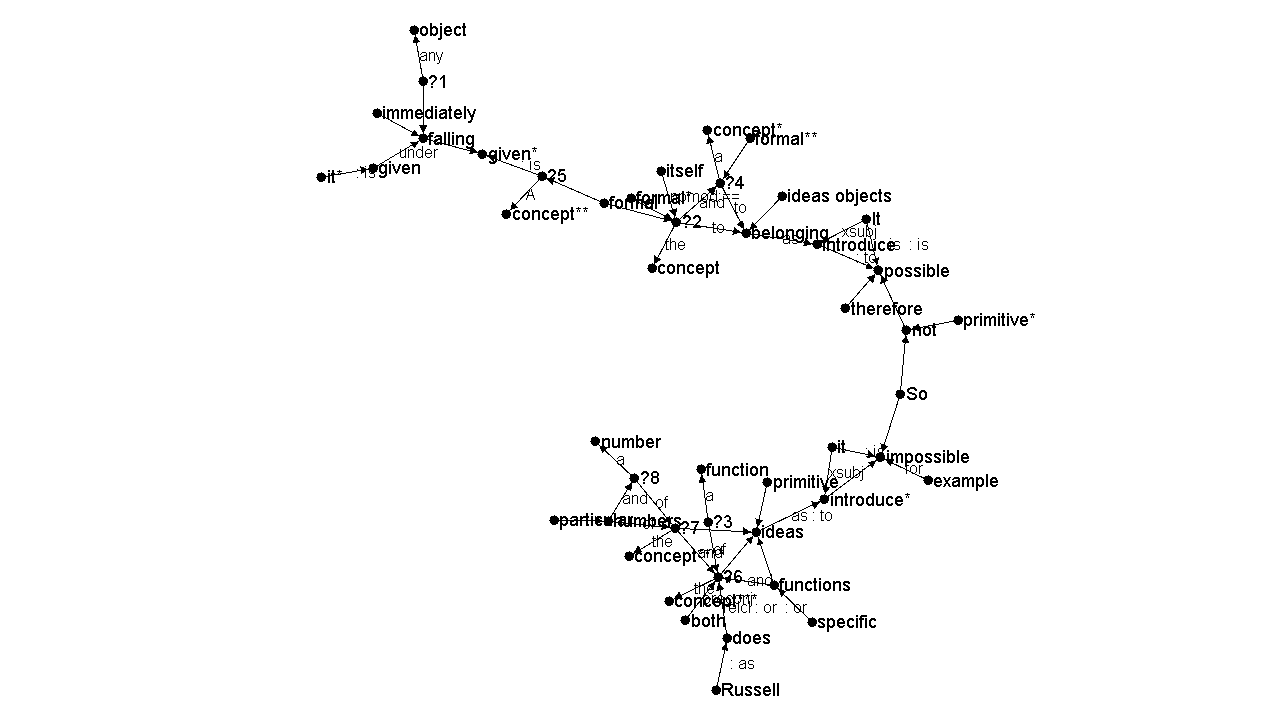 object
any
?1
immediately
falling
under
given*
it* : is given
is
?25
A
concept**
formal
concept*
formal**
a
itself
?4
formal*
and to
ideas objects
?2 to
belonging
as
It
xsubj
introduce
is : is
: to
the
concept
possible
therefore
primitive*
not
So
number
a
it
impossible
xsubj
for
example
function
?8
primitive
a
and of
introduce*
as : to
particular
numbers
?7
?3
ideas
the
concept
and
of
?6
and
functions
the
concept
both
: or : or
specific
does
: as
Russell